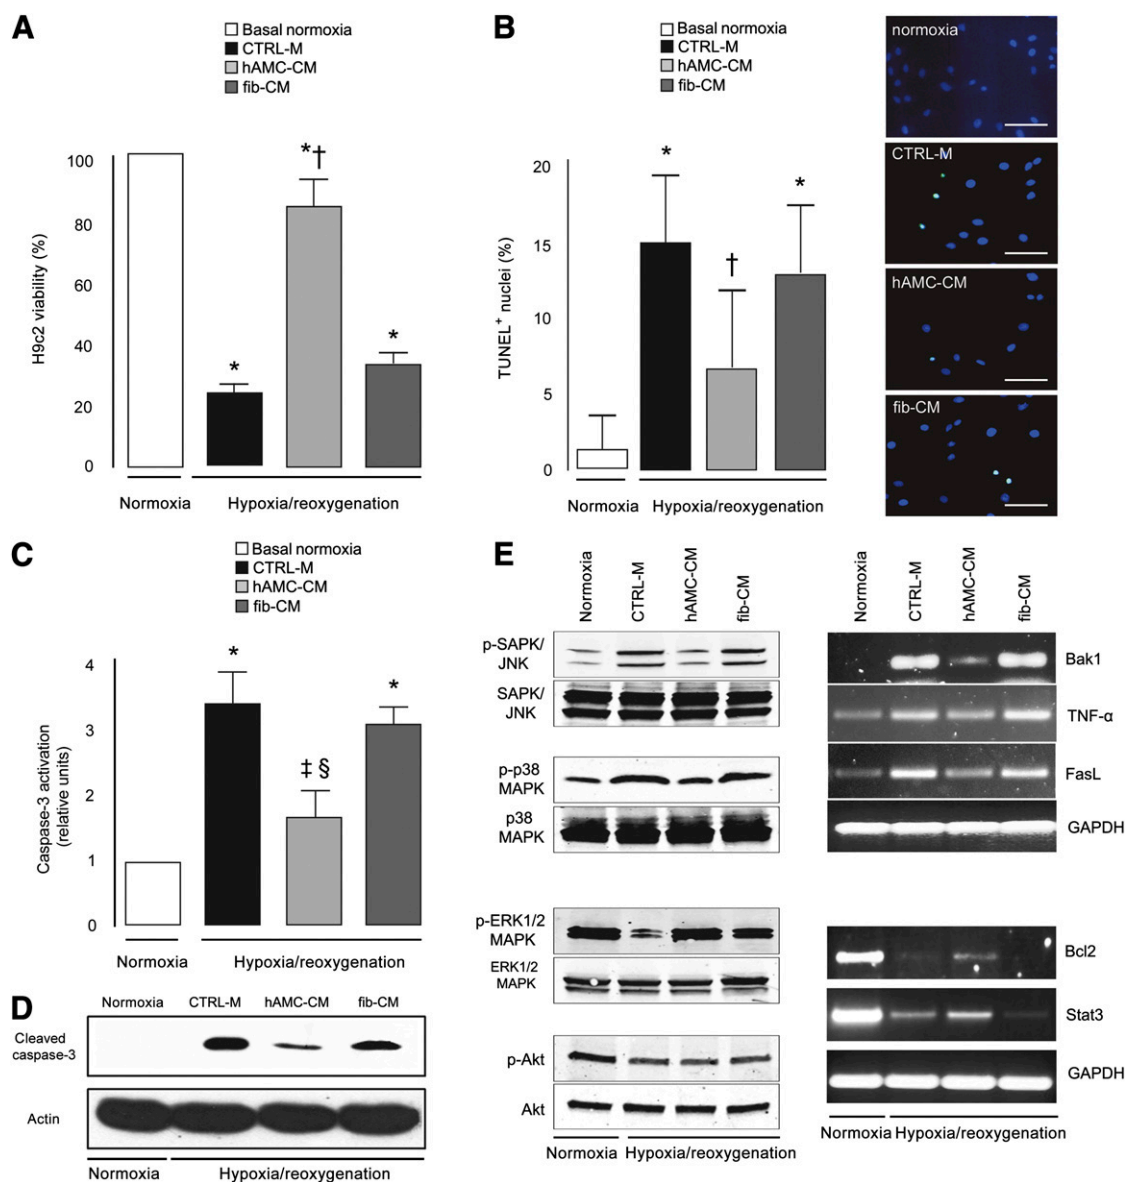 A
Basal normoxia
CTRL-M
hAMC-CM
fib-CM
H9c2 viability (%)
100
80
60
40
20
0
*
*†
*
Normoxia
Hypoxia/reoxygenation
B
Basal normoxia
CTRL-M
hAMC-CM
fib-CM
TUNEL+ nuclei (%)
20
15
10
5
0
*
†
*
Normoxia
Hypoxia/reoxygenation
normoxia
CTRL-M
hAMC-CM
fib-CM
C
Basal normoxia
CTRL-M
hAMC-CM
fib-CM
Caspase-3 activation
(relative units)
4
3
2
1
0
*
‡ §
*
Normoxia
Hypoxia/reoxygenation
D
Normoxia
CTRL-M
hAMC-CM
fib-CM
Cleaved
caspase-3
Actin
Normoxia
Hypoxia/reoxygenation
E
Normoxia
CTRL-M
hAMC-CM
fib-CM
p-SAPK/
JNK
SAPK/
JNK
p-p38
MAPK
p38
MAPK
p-ERK1/2
MAPK
ERK1/2
MAPK
p-Akt
Akt
Normoxia
Hypoxia/reoxygenation
Normoxia
CTRL-M
hAMC-CM
fib-CM
Bak1
TNF-α
FasL
GAPDH
Bcl2
Stat3
GAPDH
Normoxia
Hypoxia/reoxygenation